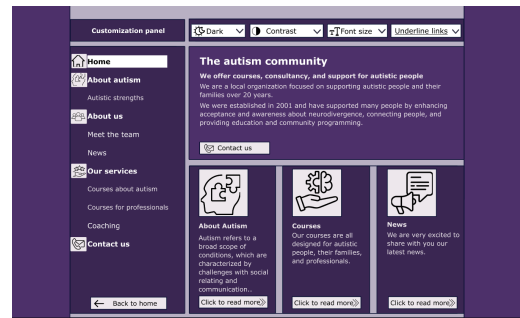 Customization panel
Dark
Contrast
TTFont size
Underline links
Home
About autism
Autistic strengths
About us
Meet the team
News
Our services
Courses about autism
Courses for professionals
Coaching
Contact us
Back to home
The autism community
We offer courses, consultancy, and support for autistic people
We are a local organization focused on supporting autistic people and their
families over 20 years.
We were established in 2001 and have supported many people by enhancing
acceptance and awareness about neurodivergence, connecting people, and
providing education and community programming.
Contact us
About Autism
Autism refers to a
broad scope of
conditions, which are
characterized by
challenges with social
relating and
communication...
Click to read more
Courses
Our courses are all
designed for autistic
people, their families,
and professionals.
Click to read more
News
We are very excited to
share with you our
latest news.
Click to read more